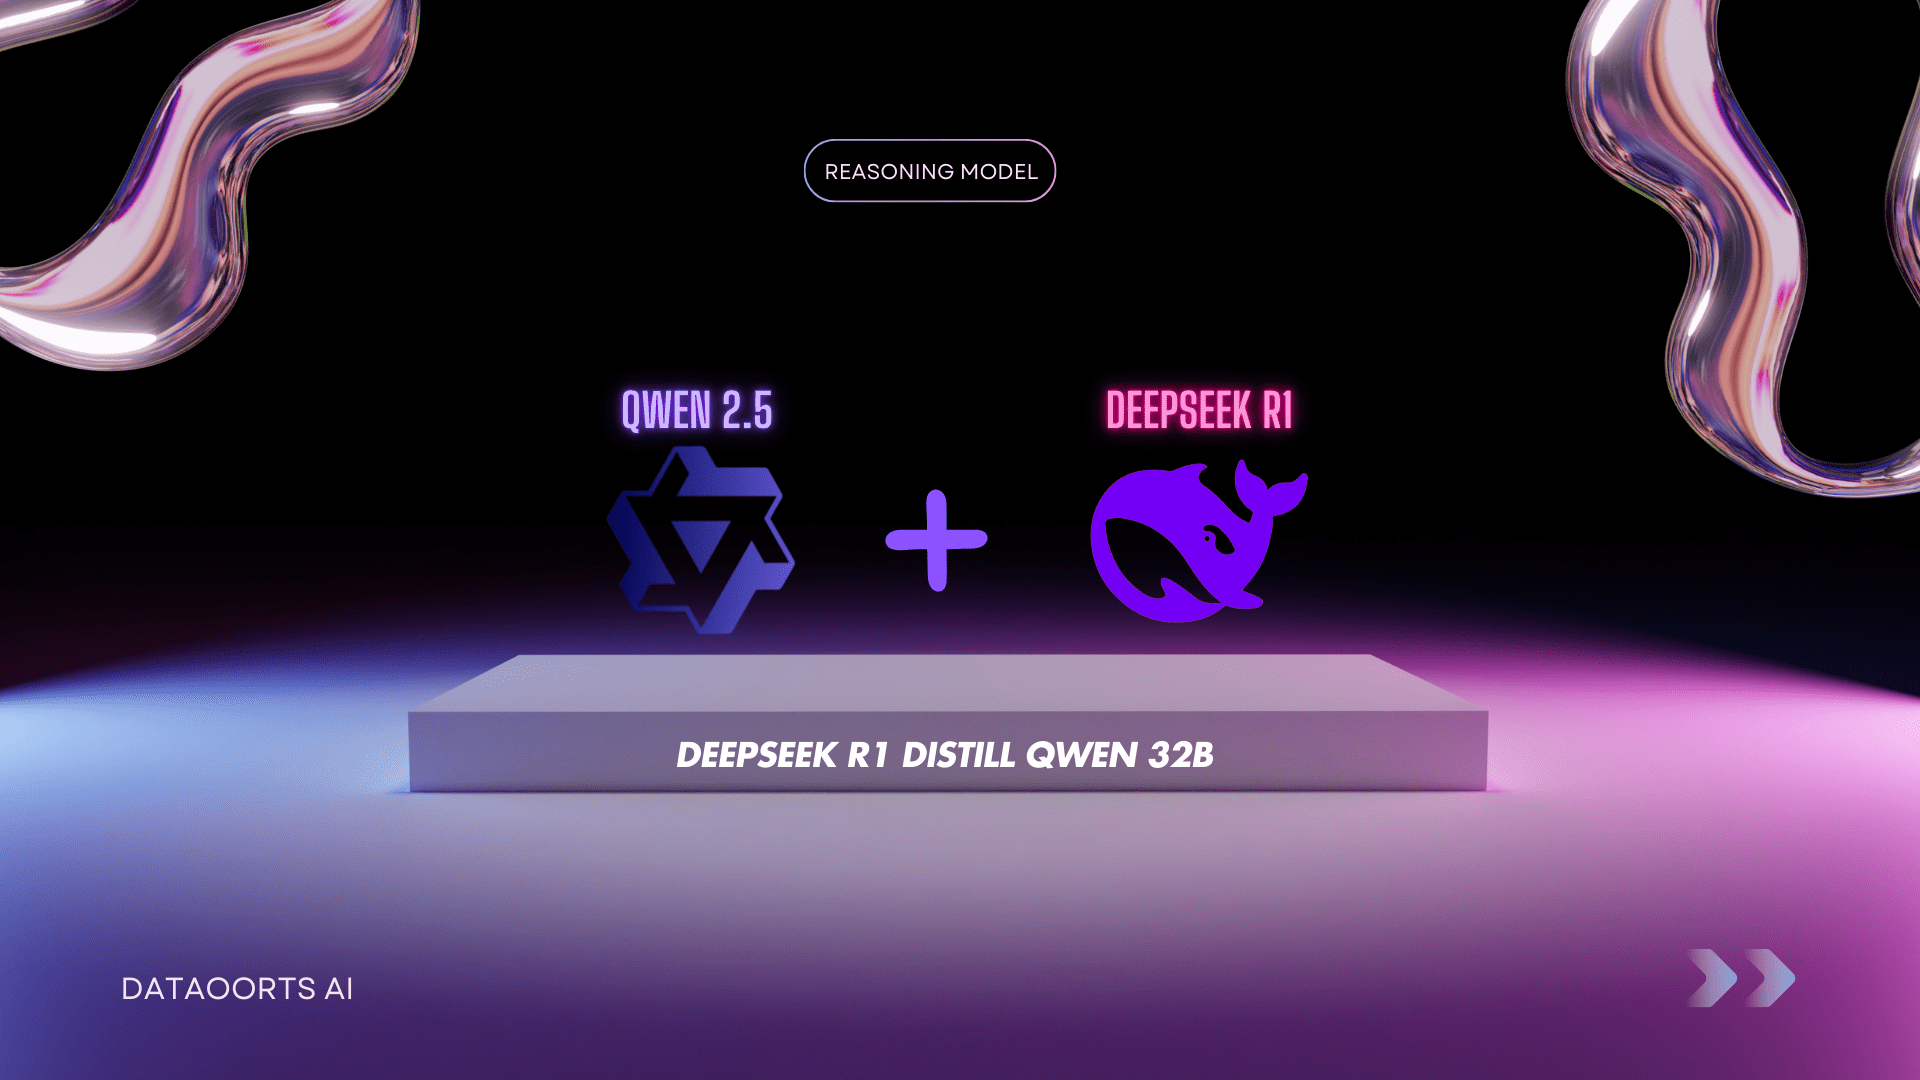 REASONING MODEL
QWEN 2.5
DEEPSEEK R1
DEEPSEEK R1 DISTILL QWEN 32B
DATAOORTS AI